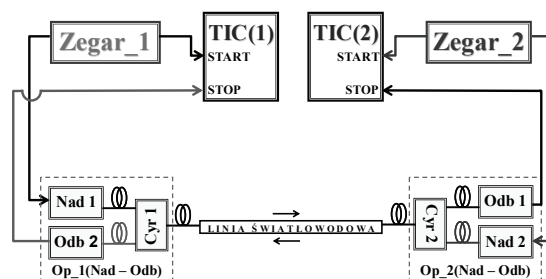 Zegar_1
TIC(1)
START
STOP
TIC(2)
START
STOP
Zegar_2
Nad 1
Odb 2
Cyr 1
LINIA ŚWIATŁOWODOWA
Cyr 2
Odb 1
Nad 2
Op_1(Nad – Odb)
Op_2(Nad – Odb)